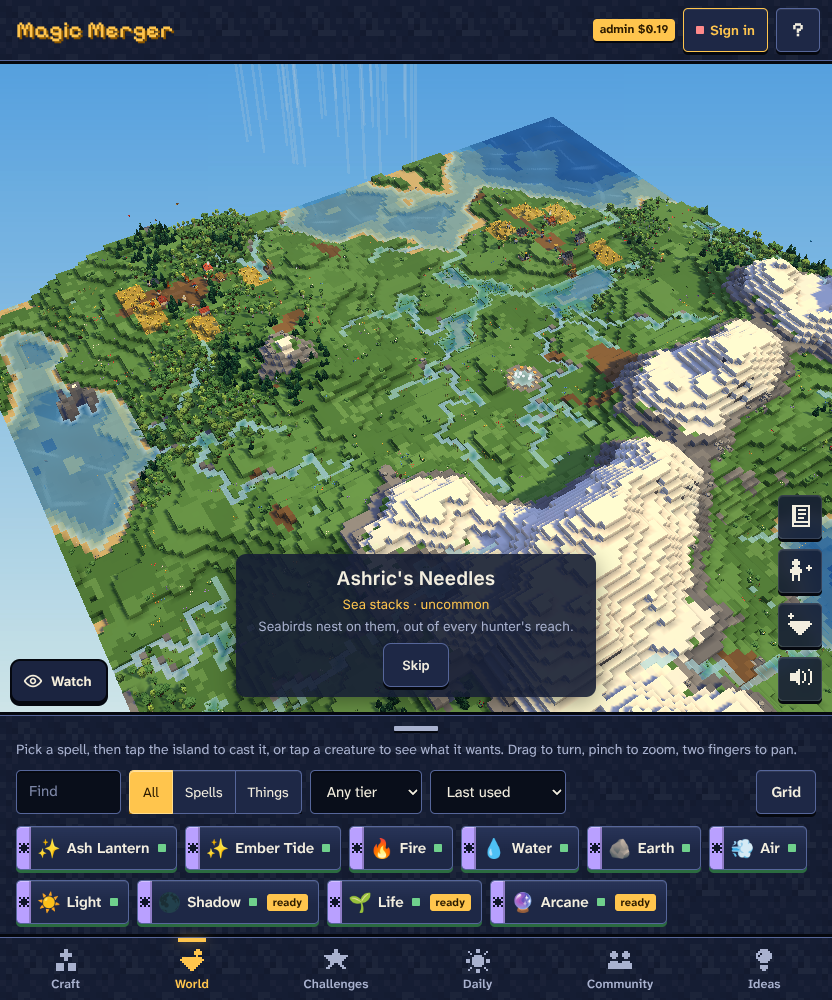 Magic Merger
admin $0.19
Sign in
?
Ashric's Needles
Sea stacks · uncommon
Seabirds nest on them, out of every hunter's reach.
Skip
Watch
Pick a spell, then tap the island to cast it, or tap a creature to see what it wants. Drag to turn, pinch to zoom, two fingers to pan.
Find
All
Spells
Things
Any tier
Last used
Grid
Ash Lantern
Ember Tide
Fire
Water
Earth
Air
Light
Shadow
ready
Life
ready
Arcane
ready
Craft
World
Challenges
Daily
Community
Ideas